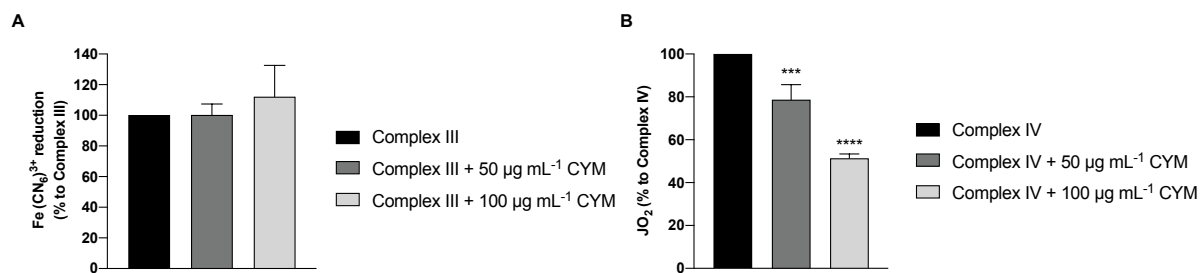 A
Fe (CN₆)³⁺ reduction
(% to Complex III)
140
120
100
80
60
40
20
0
Complex III
Complex III + 50 µg mL⁻¹ CYM
Complex III + 100 µg mL⁻¹ CYM
B
JO₂ (% to Complex IV)
100
80
60
40
20
0
***
****
Complex IV
Complex IV + 50 µg mL⁻¹ CYM
Complex IV + 100 µg mL⁻¹ CYM